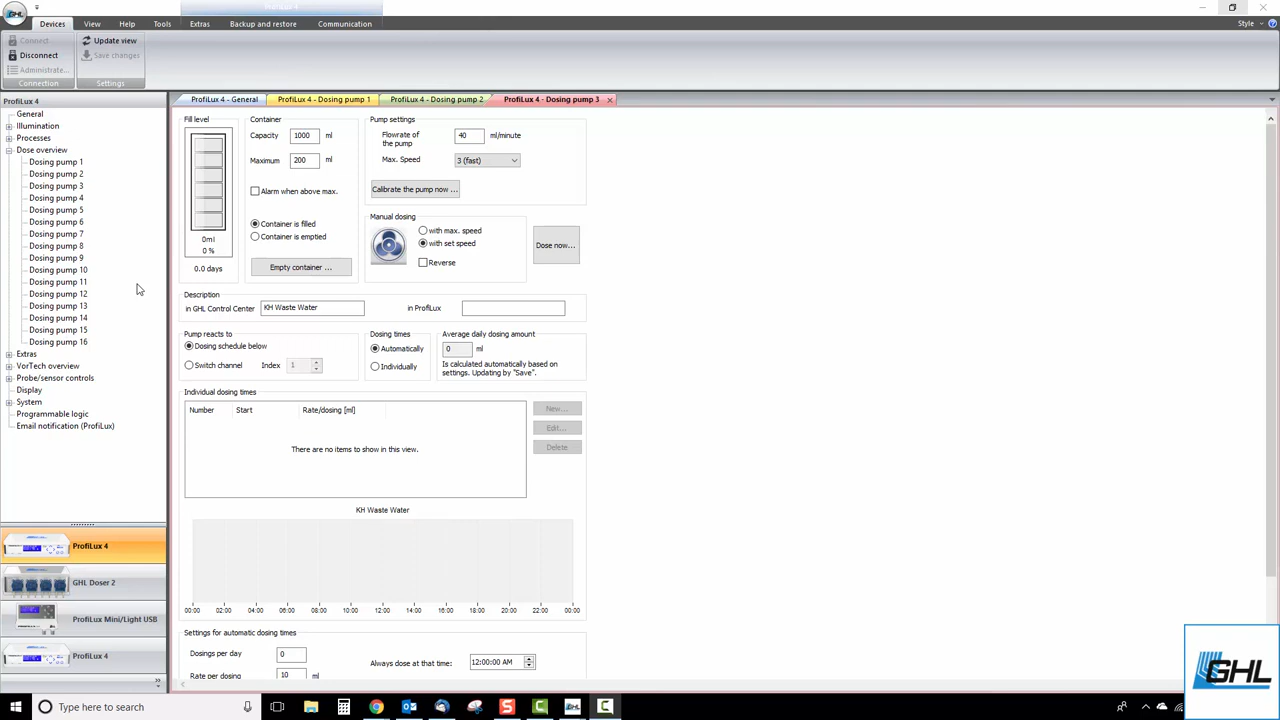 GHL
ProfiLux 4
Devices View Help Tools Extras Backup and restore Communication Style
Connect
Disconnect
Administrate...
Connection
Update view
Save changes
Settings
ProfiLux 4
General
Illumination
Processes
Dose overview
Dosing pump 1
Dosing pump 2
Dosing pump 3
Dosing pump 4
Dosing pump 5
Dosing pump 6
Dosing pump 7
Dosing pump 8
Dosing pump 9
Dosing pump 10
Dosing pump 11
Dosing pump 12
Dosing pump 13
Dosing pump 14
Dosing pump 15
Dosing pump 16
Extras
VorTech overview
Probe/sensor controls
Display
System
Programmable logic
Email notification (ProfiLux)
ProfiLux 4
GHL Doser 2
ProfiLux Mini/Light USB
ProfiLux 4
ProfiLux 4 - General ProfiLux 4 - Dosing pump 1 ProfiLux 4 - Dosing pump 2 ProfiLux 4 - Dosing pump 3
Fill level
0ml
0 %
0.0 days
Container
Capacity 1000 ml
Maximum 200 ml
Alarm when above max.
Container is filled
Container is emptied
Empty container ...
Pump settings
Flowrate of the pump 40 ml/minute
Max. Speed 3 (fast)
Calibrate the pump now ...
Manual dosing
with max. speed
with set speed
Reverse
Dose now...
Description
in GHL Control Center KH Waste Water in ProfiLux
Pump reacts to
Dosing schedule below
Switch channel Index 1
Dosing times
Automatically
Individually
Average daily dosing amount
0 ml
Is calculated automatically based on
settings. Updating by "Save".
Individual dosing times
Number Start Rate/dosing [ml]
There are no items to show in this view.
New...
Edit...
Delete
KH Waste Water
00:00 02:00 04:00 06:00 08:00 10:00 12:00 14:00 16:00 18:00 20:00 22:00 00:00
Settings for automatic dosing times
Dosings per day 0
Rate per dosing 10 ml
Always dose at that time: 12:00:00 AM
GHL
Type here to search